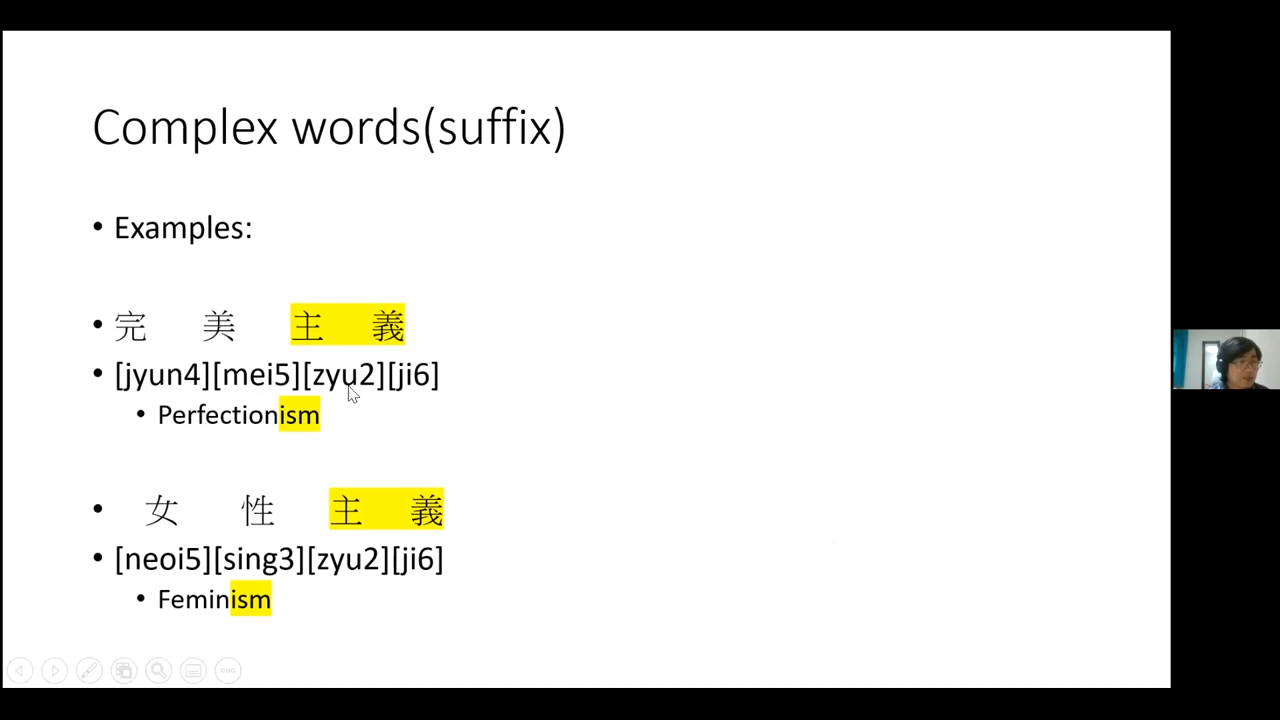 Complex words(suffix)
• Examples:
• 完 美 主 義
• [jyun4][mei5][zyu2][ji6]
• Perfectionism
• 女 性 主 義
• [neoi5][sing3][zyu2][ji6]
• Feminism